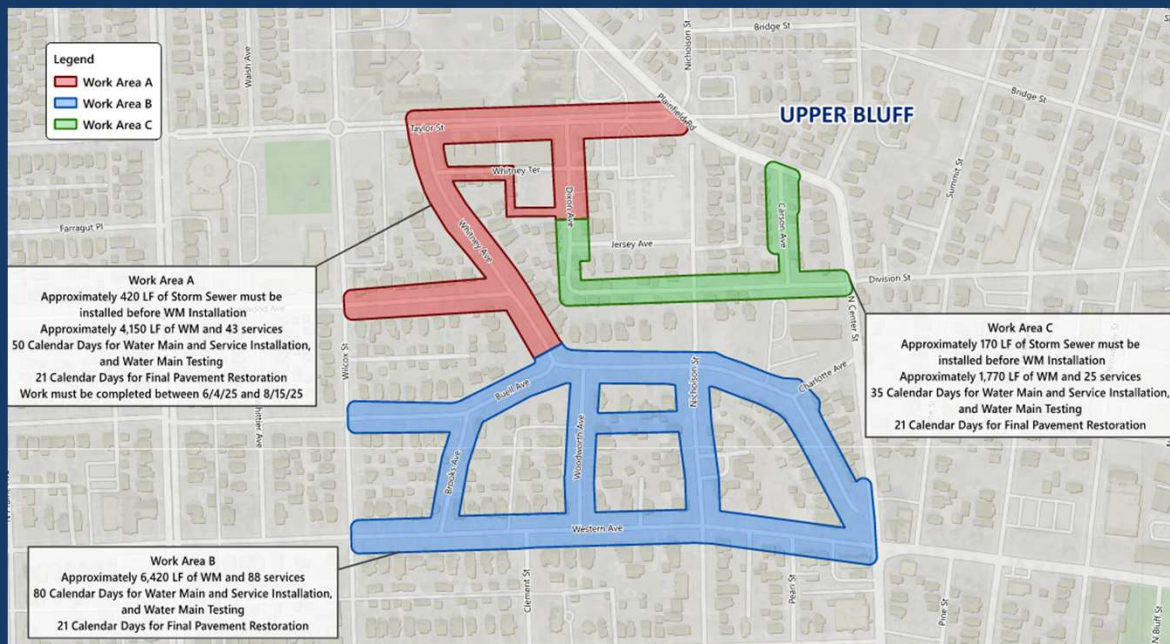 Legend
Work Area A
Work Area B
Work Area C
UPPER BLUFF
Nicholson St
Bridge St
Bridge St
Walsh Ave
Plainfield Rd
Taylor St
Whitney Ter
Summit St
Dixon Ave
Carson Ave
Farragut Pl
Whitney Ave
Jersey Ave
Division St
N Center St
Work Area A
Approximately 420 LF of Storm Sewer must be
installed before WM Installation
Approximately 4,150 LF of WM and 43 services
50 Calendar Days for Water Main and Service Installation,
and Water Main Testing
21 Calendar Days for Final Pavement Restoration
Work must be completed between 6/4/25 and 8/15/25
Wilcox St
Work Area C
Approximately 170 LF of Storm Sewer must be
installed before WM Installation
Approximately 1,770 LF of WM and 25 services
35 Calendar Days for Water Main and Service Installation,
and Water Main Testing
21 Calendar Days for Final Pavement Restoration
Buell Ave
Nicholson St
Charlotte Ave
Brooks Ave
Woodworth Ave
Western Ave
Work Area B
Approximately 6,420 LF of WM and 88 services
80 Calendar Days for Water Main and Service Installation,
and Water Main Testing
21 Calendar Days for Final Pavement Restoration
Clement St
Pearl St
Pine St
N Bluff St